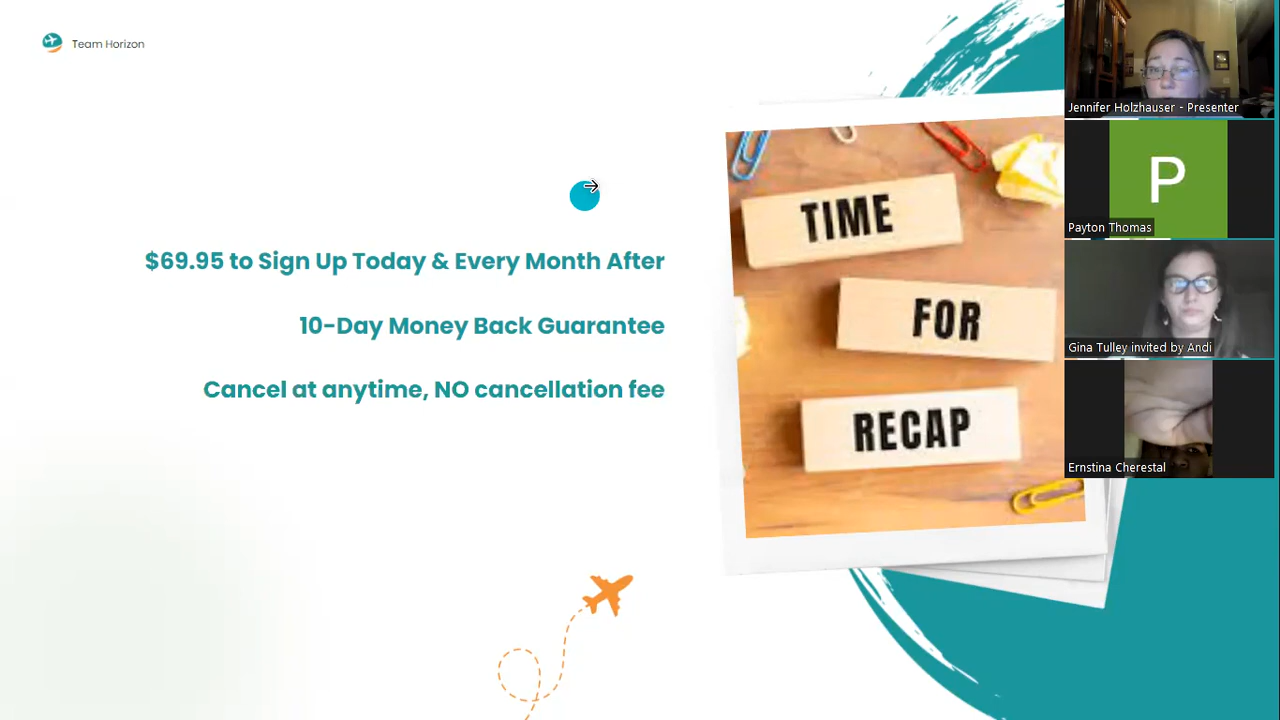 Team Horizon
$69.95 to Sign Up Today & Every Month After
10-Day Money Back Guarantee
Cancel at anytime, NO cancellation fee
TIME
FOR
RECAP
Jennifer Holzhauser - Presenter
P
Payton Thomas
Gina Tulley invited by Andi
Ernstina Cherestal